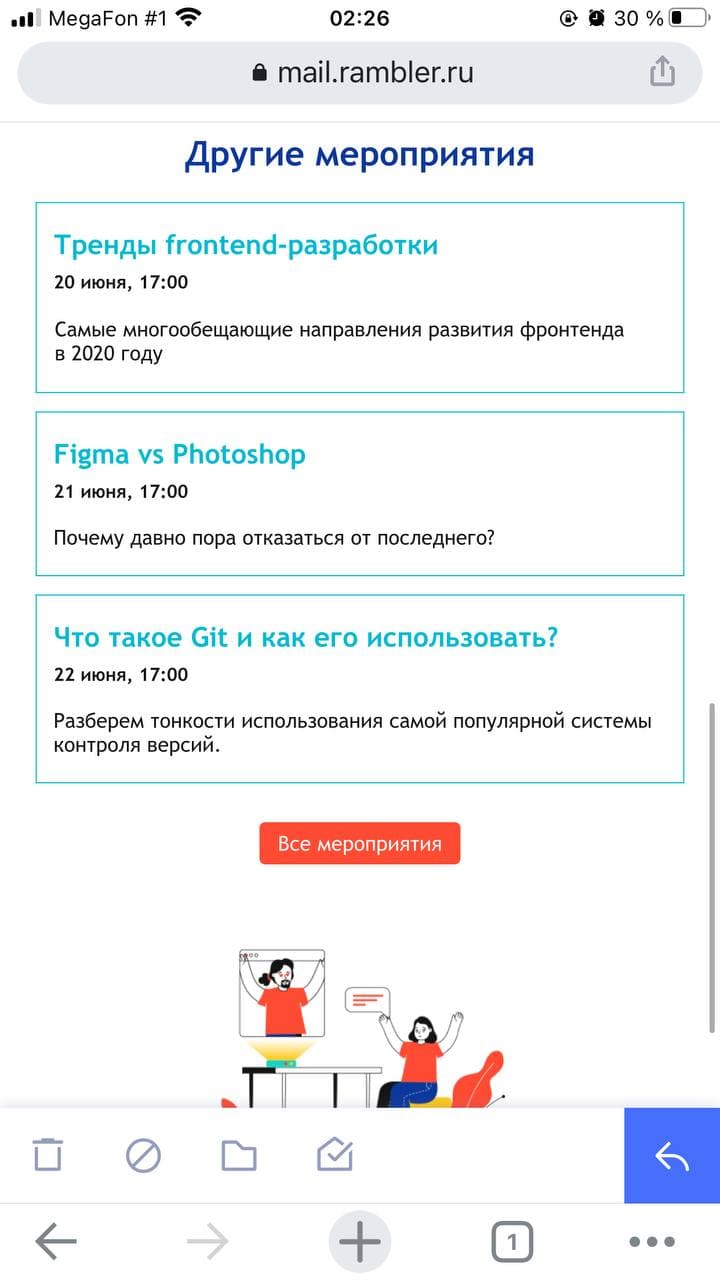 MegaFon #1 02:26 30 %
mail.rambler.ru
Другие мероприятия
Тренды frontend-разработки
20 июня, 17:00
Самые многообещающие направления развития фронтенда
в 2020 году
Figma vs Photoshop
21 июня, 17:00
Почему давно пора отказаться от последнего?
Что такое Git и как его использовать?
22 июня, 17:00
Разберем тонкости использования самой популярной системы
контроля версий.
Все мероприятия
1